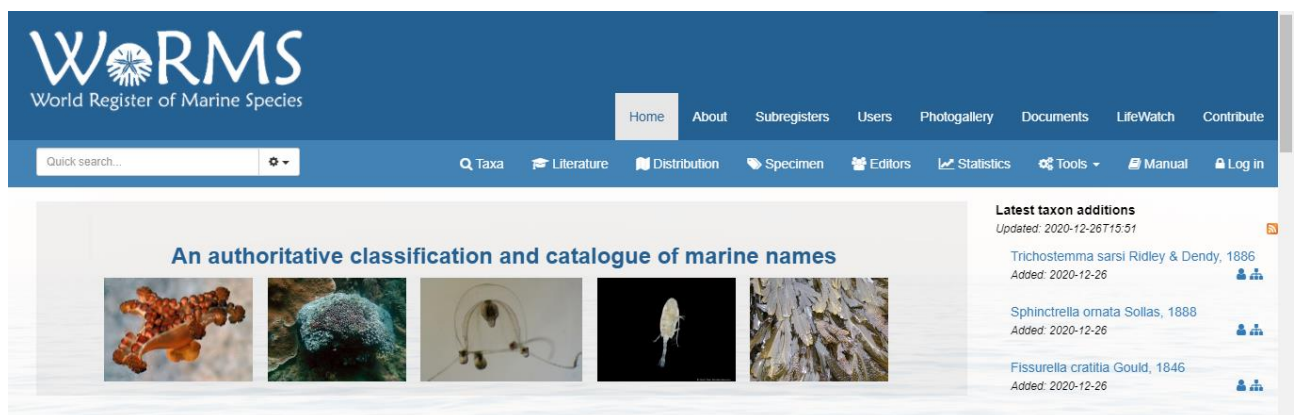 WoRMS
World Register of Marine Species
Home About Subregisters Users Photogallery Documents LifeWatch Contribute
Quick search... Taxa Literature Distribution Specimen Editors Statistics Tools Manual Log in
An authoritative classification and catalogue of marine names
Latest taxon additions
Updated: 2020-12-26T15:51
Trichostemma sarsi Ridley & Dendy, 1886
Added: 2020-12-26
Sphinctrella ornata Sollas, 1888
Added: 2020-12-26
Fissurella cratitia Gould, 1846
Added: 2020-12-26